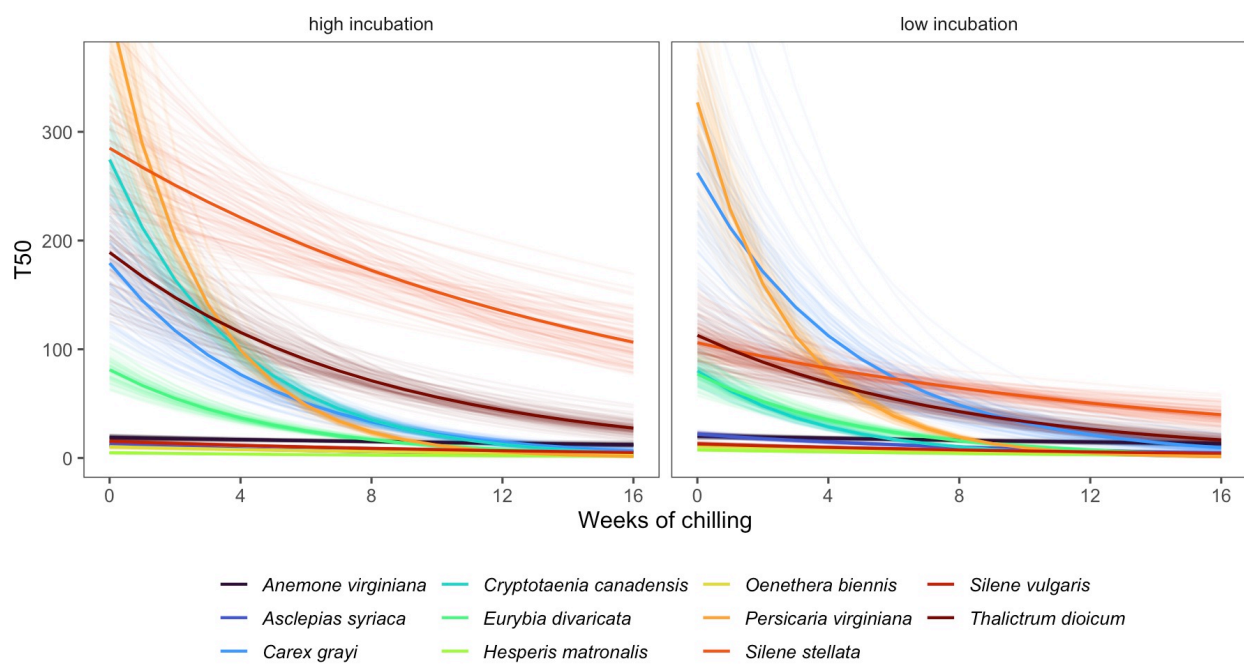 high incubation
low incubation
T50
300
200
100
0
0 4 8 12 16
0 4 8 12 16
Weeks of chilling
Anemone virginiana Cryptotaenia canadensis Oenethera biennis Silene vulgaris
Asclepias syriaca Eurybia divaricata Persicaria virginiana Thalictrum dioicum
Carex grayi Hesperis matronalis Silene stellata